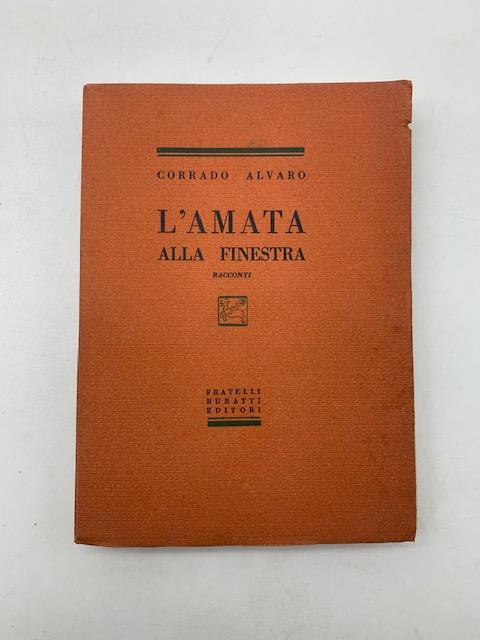 CORRADO ALVARO
L'AMATA
ALLA FINESTRA
RACCONTI
FRATELLI
BURATTI
EDITORI